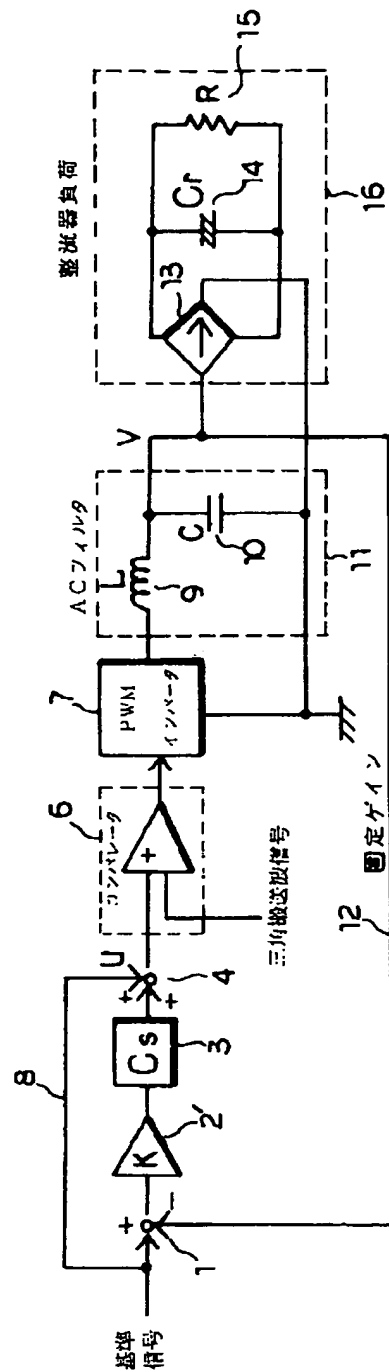 基準
信号
1
+
-
8
K
2'
Cs
3
U
+
+
4
6
コンパレータ
+
三角搬送波信号
7
PWM
インバータ
ACフィルタ
L
9
C
10
11
V
整流器負荷
13
Cr
14
R
15
16
12
固定ゲイン